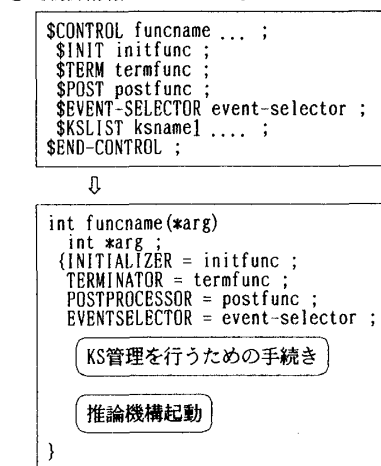 $CONTROL funcname ... ;
$INIT initfunc ;
$TERM termfunc ;
$POST postfunc ;
$EVENT-SELECTOR event-selector ;
$KSLIST ksname1 .... ;
$END-CONTROL ;
⇩
int funcname(*arg)
int *arg ;
{INITIALIZER = initfunc ;
TERMINATOR = termfunc ;
POSTPROCESSOR = postfunc ;
EVENTSELECTOR = event-selector ;
KS管理を行うための手続き
推論機構起動
}